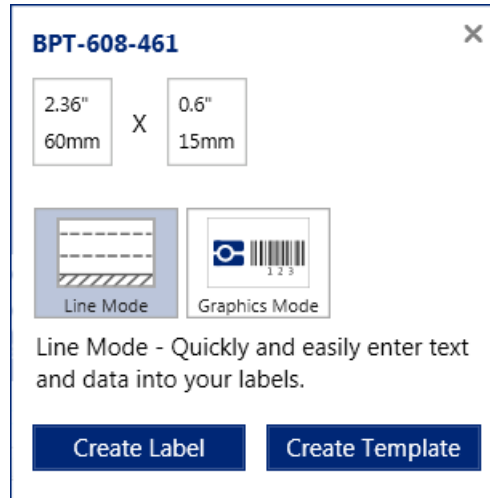 BPT-608-461
2.36" X 0.6"
60mm 15mm
1 2 3
Line Mode Graphics Mode
Line Mode - Quickly and easily enter text
and data into your labels.
Create Label Create Template